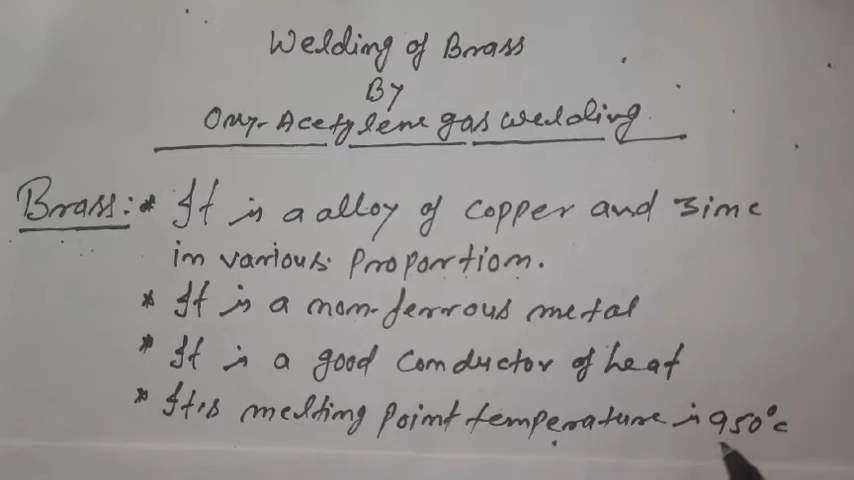 Welding of Brass
By
Oxy-Acetylene gas welding
Brass: * It is a alloy of copper and zinc
in various proportion.
* It is a non-ferrous metal
* It is a good conductor of heat
* It,s melting point temperature is 950°c